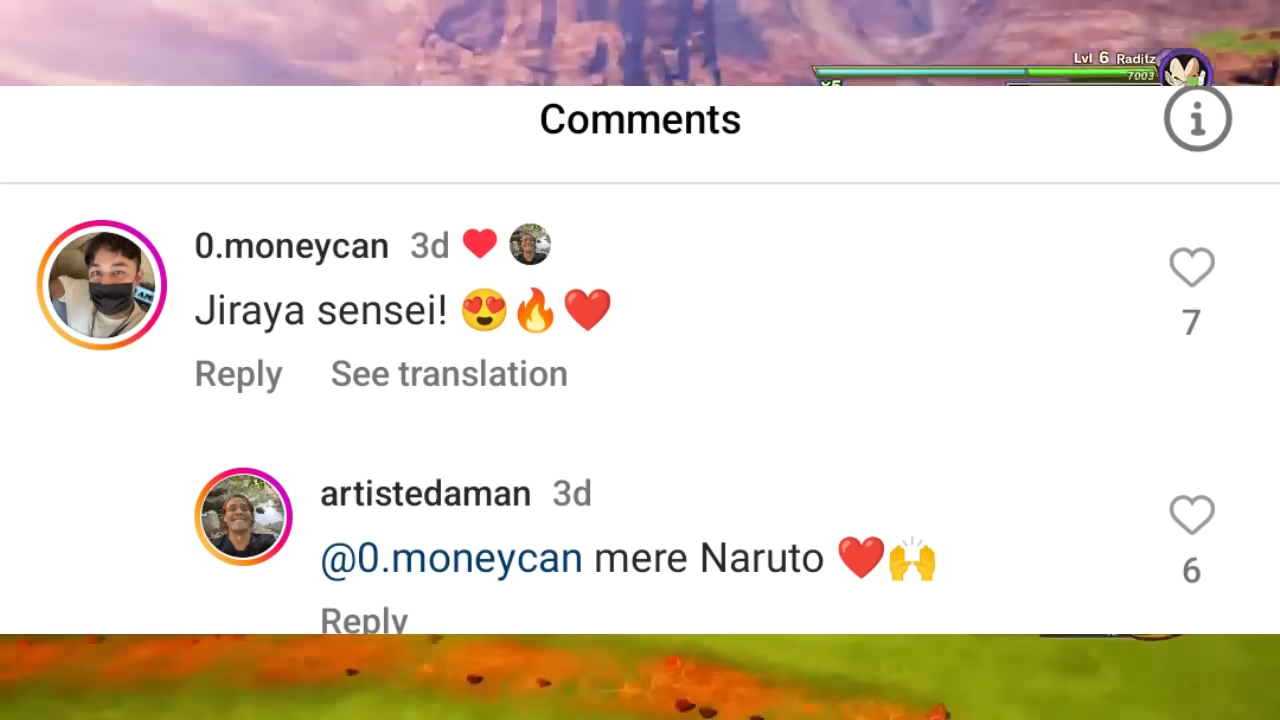 Lvl 6 Raditz
7003
x5
Comments
0.moneycan 3d
Jiraya sensei! 😍🔥❤️
7
Reply See translation
artistedaman 3d
@0.moneycan mere Naruto ❤️🙌
6
Reply